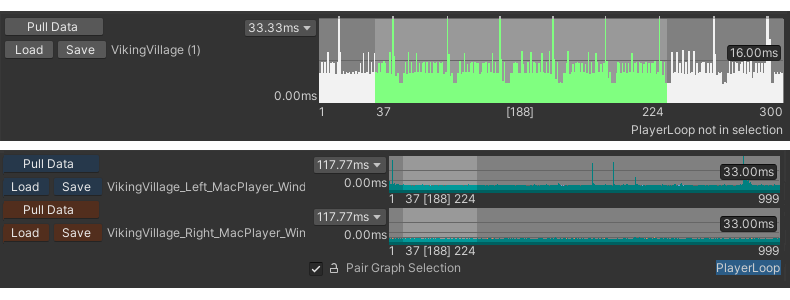 Pull Data 33.33ms
Load Save VikingVillage (1)
16.00ms
0.00ms
1 37 [188] 224 300
PlayerLoop not in selection
Pull Data 117.77ms
33.00ms
0.00ms
Load Save VikingVillage_Left_MacPlayer_Wind
1 37 [188] 224 999
Pull Data 117.77ms
33.00ms
Load Save VikingVillage_Right_MacPlayer_Win 0.00ms
1 37 [188] 224 999
Pair Graph Selection PlayerLoop